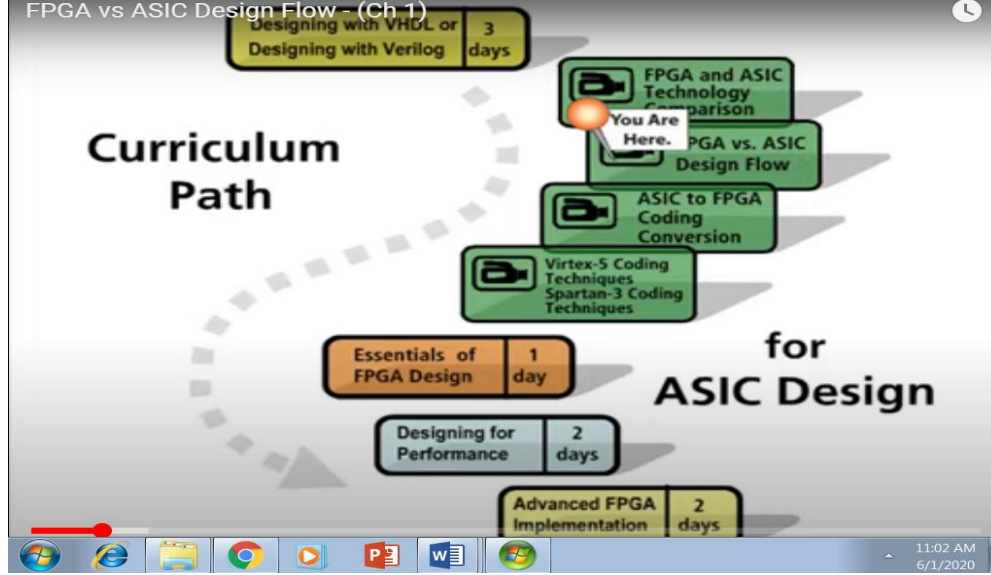 FPGA vs ASIC Design Flow - (Ch 1)
Designing with VHDL or
Designing with Verilog
3
days
FPGA and ASIC
Technology
Comparison
You Are
Here.
FPGA vs. ASIC
Design Flow
Curriculum
Path
ASIC to FPGA
Coding
Conversion
Virtex-5 Coding
Techniques
Spartan-3 Coding
Techniques
for
ASIC Design
Essentials of
FPGA Design
1
day
Designing for
Performance
2
days
Advanced FPGA
Implementation
2
days
11:02 AM
6/1/2020